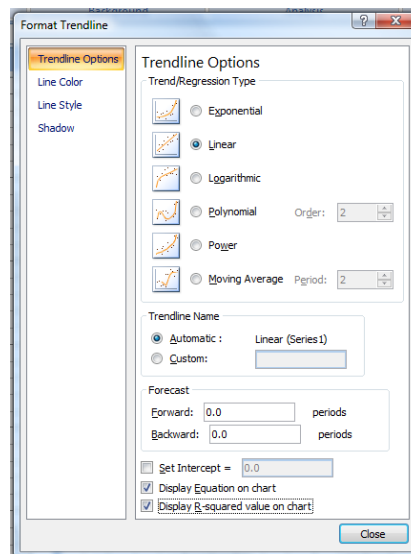 Background Analysis
Format Trendline
Trendline Options
Line Color
Line Style
Shadow
Trendline Options
Trend/Regression Type
Exponential
Linear
Logarithmic
Polynomial Order: 2
Power
Moving Average Period: 2
Trendline Name
Automatic : Linear (Series1)
Custom:
Forecast
Forward: 0.0 periods
Backward: 0.0 periods
Set Intercept = 0.0
Display Equation on chart
Display R-squared value on chart
Close